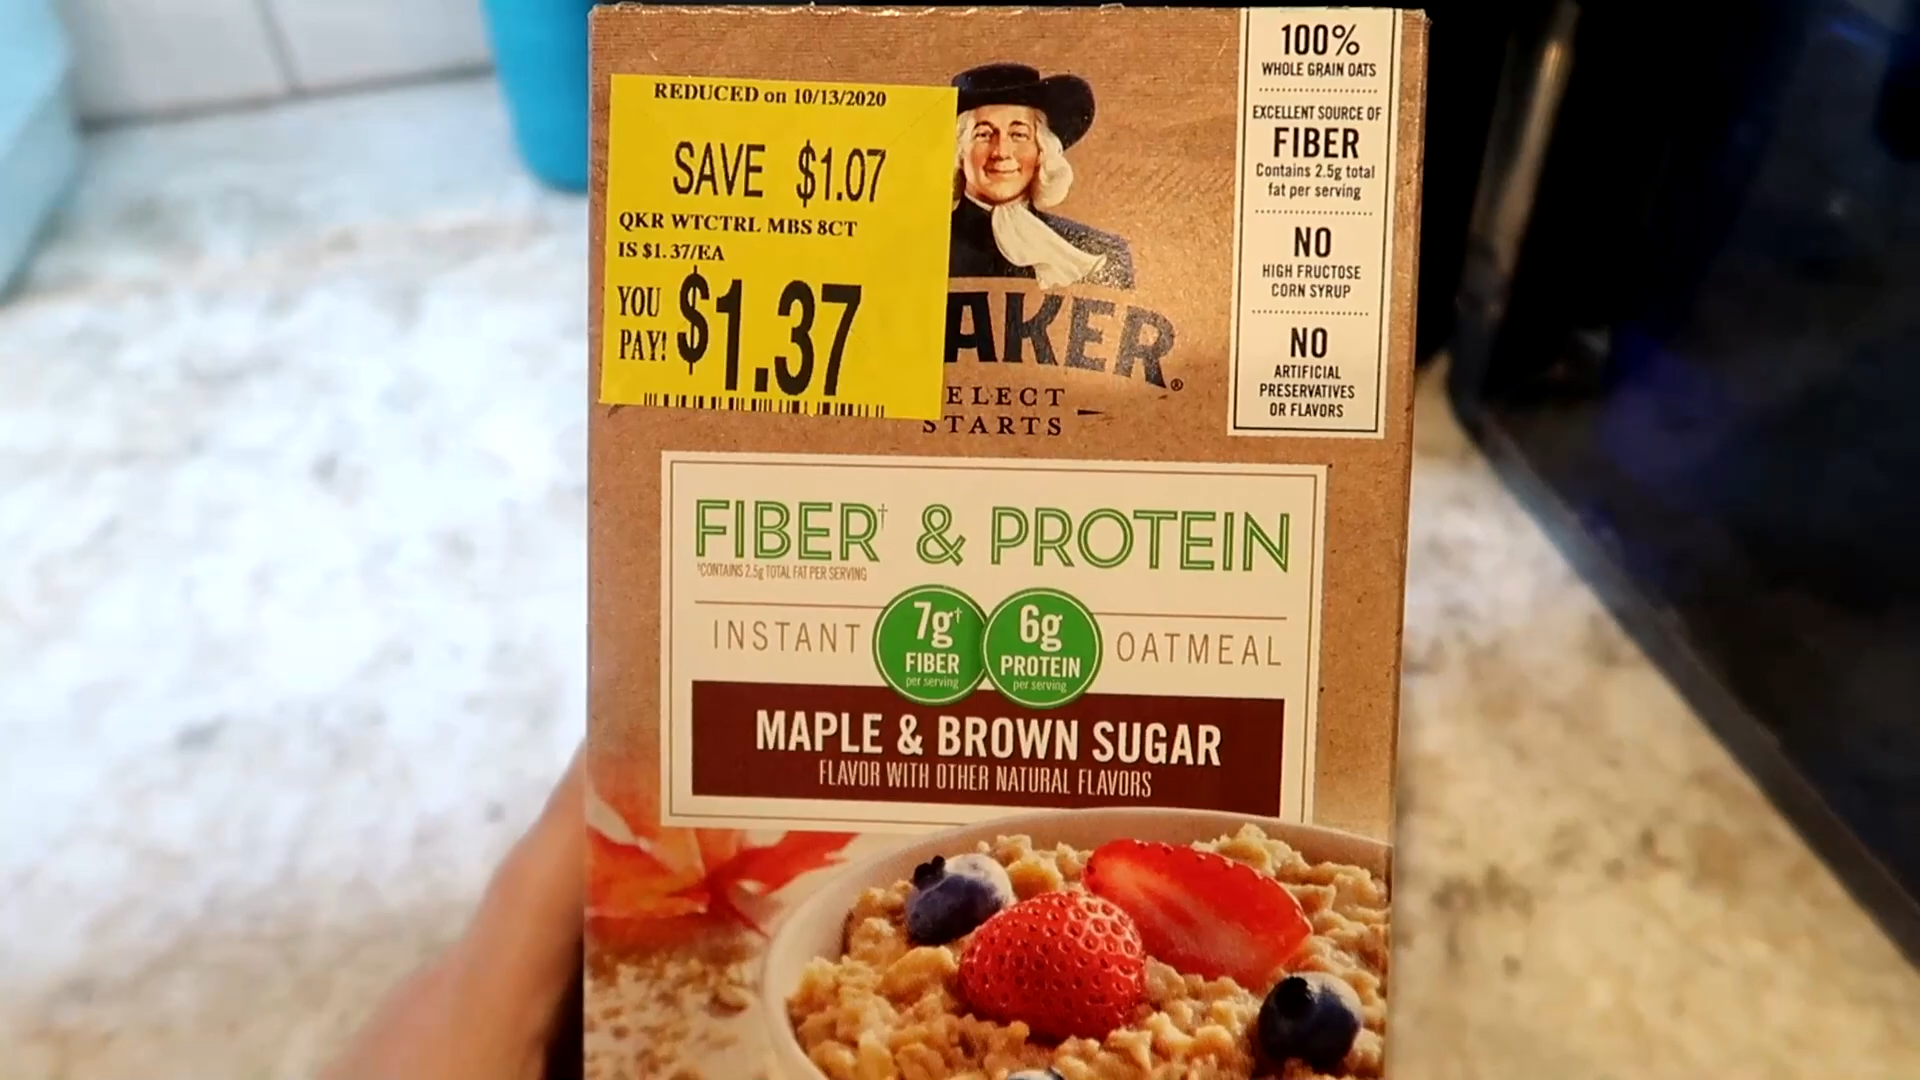 REDUCED on 10/13/2020
SAVE $1.07
QKR WTCTRL MBS 8CT
IS $1.37/EA
YOU PAY! $1.37
AKER®
ELECT
STARTS
100%
WHOLE GRAIN OATS
EXCELLENT SOURCE OF
FIBER
Contains 2.5g total
fat per serving
NO
HIGH FRUCTOSE
CORN SYRUP
NO
ARTIFICIAL
PRESERVATIVES
OR FLAVORS
FIBER† & PROTEIN
†CONTAINS 2.5g TOTAL FAT PER SERVING
INSTANT
7g†
FIBER
per serving
6g
PROTEIN
per serving
OATMEAL
MAPLE & BROWN SUGAR
FLAVOR WITH OTHER NATURAL FLAVORS